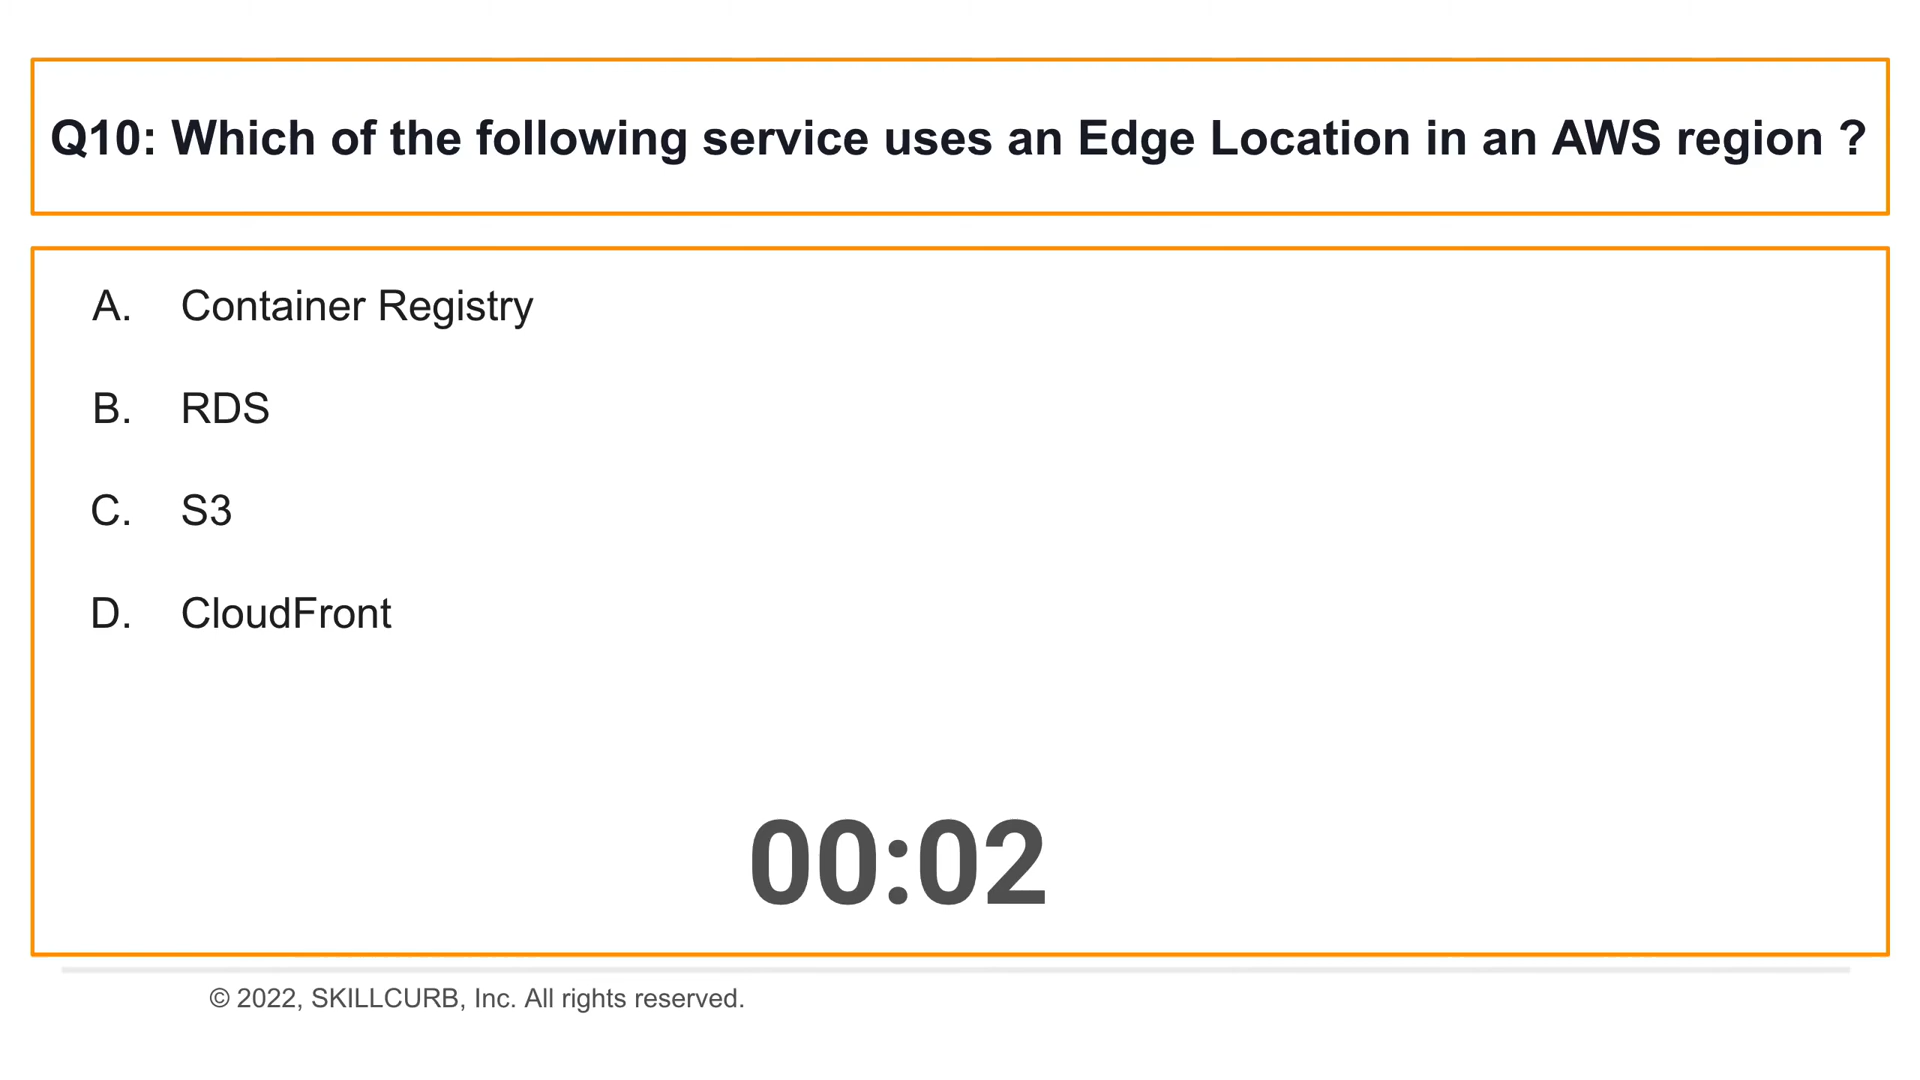 Q10: Which of the following service uses an Edge Location in an AWS region ?
A. Container Registry
B. RDS
C. S3
D. CloudFront
00:02
© 2022, SKILLCURB, Inc. All rights reserved.